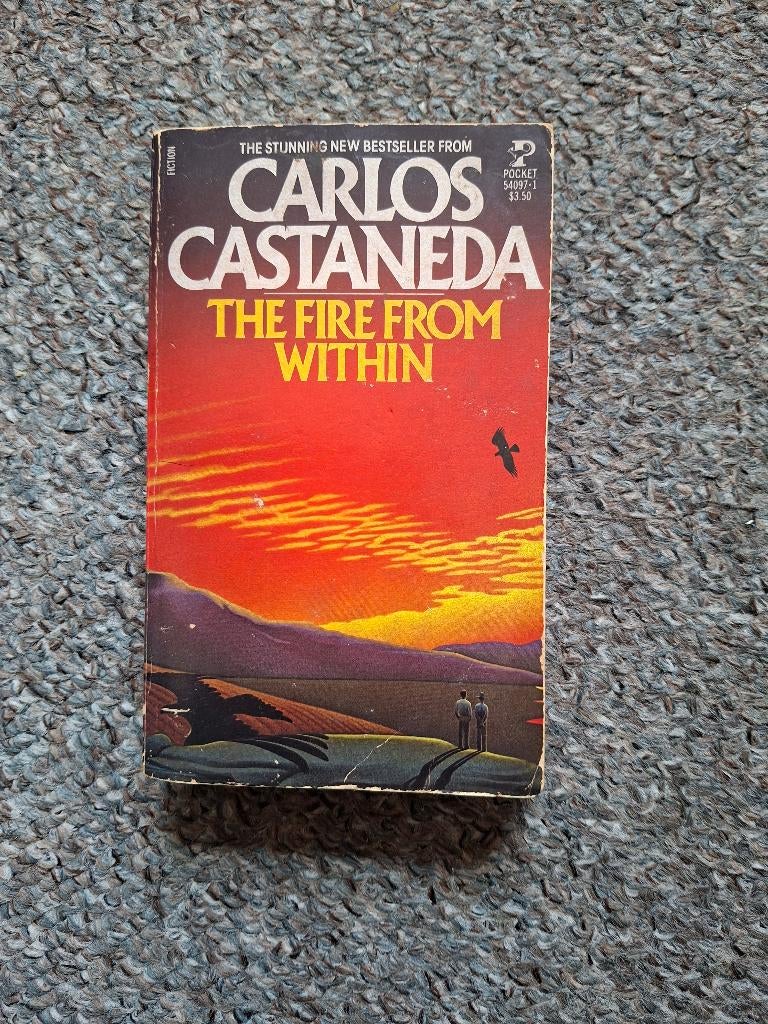 FICTION
THE STUNNING NEW BESTSELLER FROM
CARLOS
CASTANEDA
THE FIRE FROM
WITHIN
P
POCKET
54097-1
$3.50